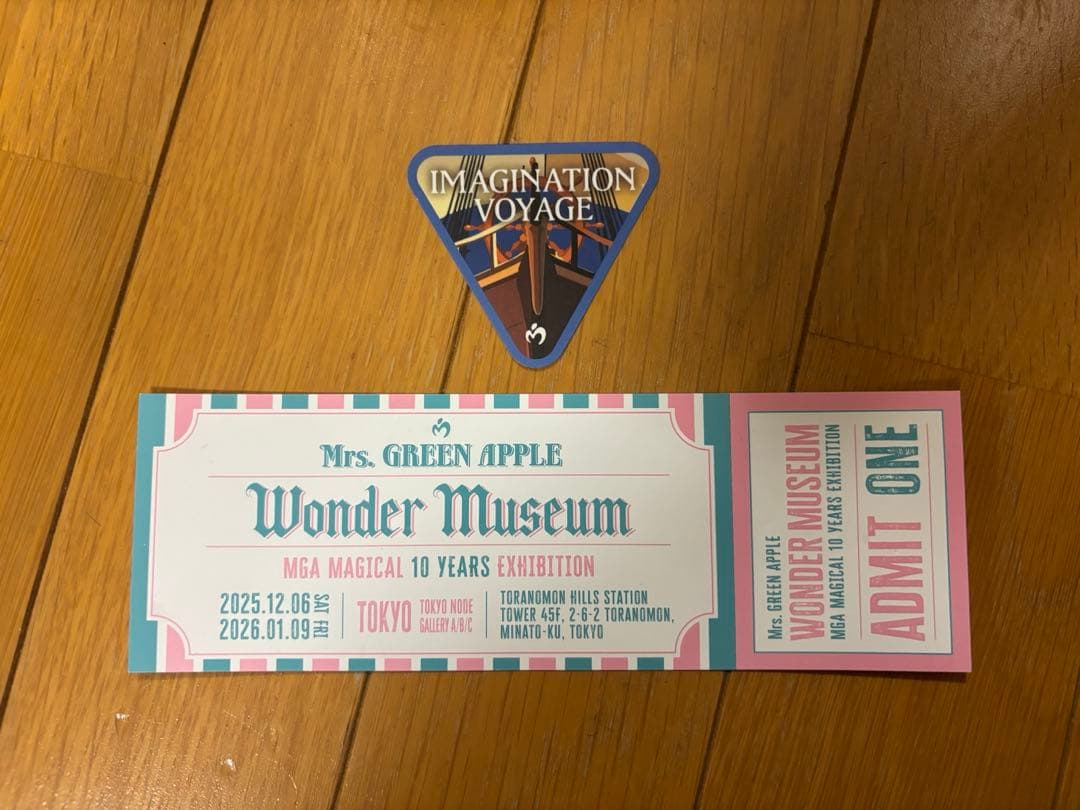 IMAGINATION
VOYAGE
Mrs. GREEN APPLE
Wonder Museum
MGA MAGICAL 10 YEARS EXHIBITION
2025.12.06 SAT
2026.01.09 FRI
TOKYO
TOKYO NODE
GALLERY A/B/C
TORANOMON HILLS STATION
TOWER 45F, 2-6-2 TORANOMON,
MINATO-KU, TOKYO
Mrs. GREEN APPLE
WONDER MUSEUM
MGA MAGICAL 10 YEARS EXHIBITION
ADMIT ONE